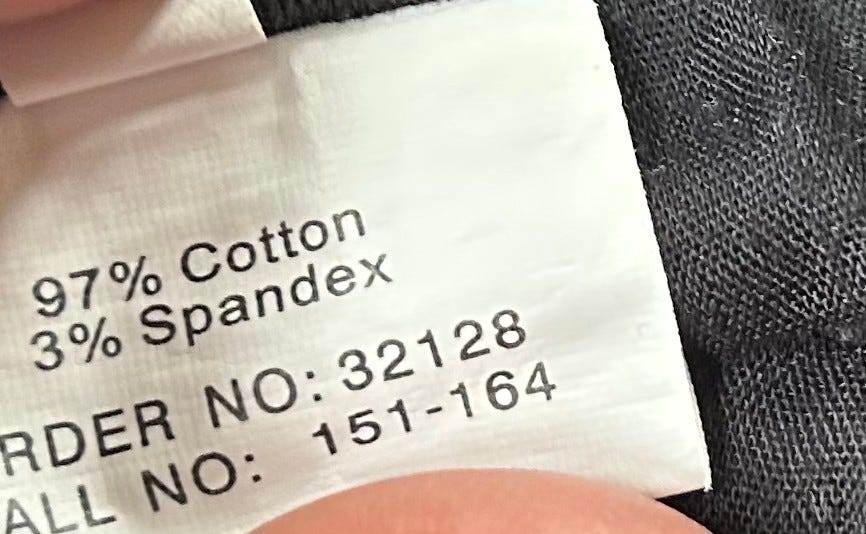 97% Cotton
3% Spandex
RDER NO: 32128
ALL NO: 151-164